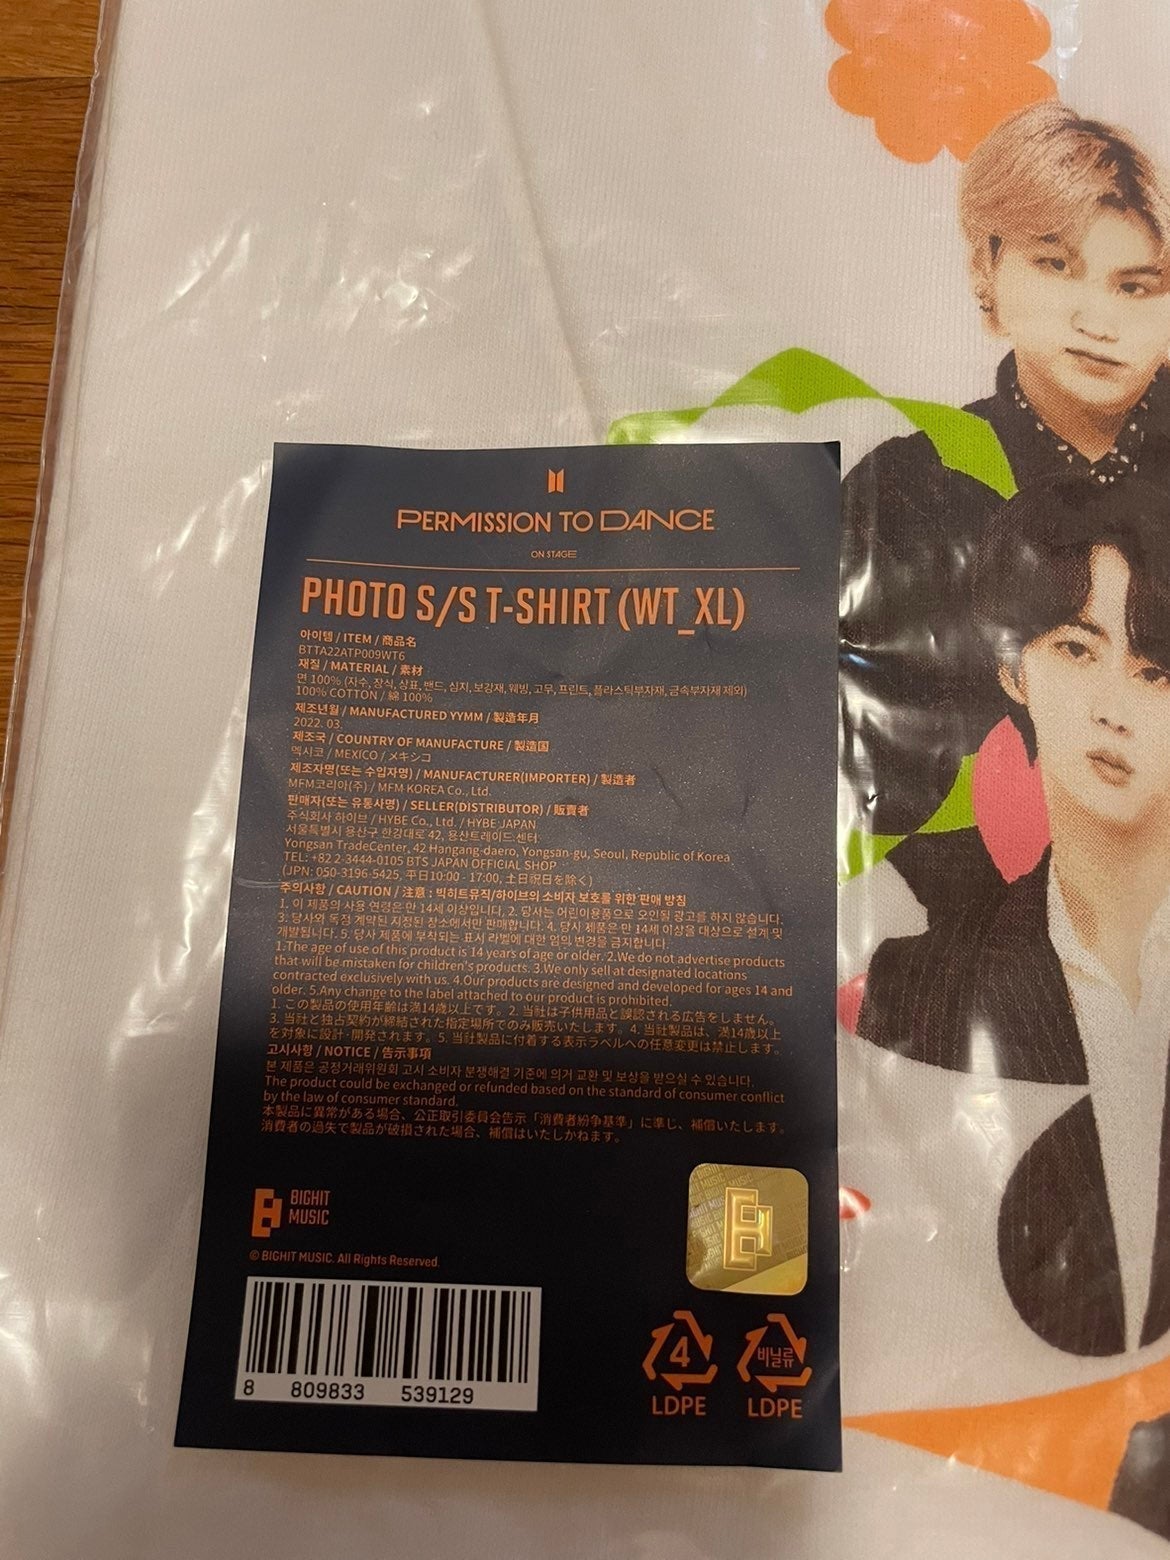 PERMISSION TO DANCE
ON STAGE
PHOTO S/S T-SHIRT (WT_XL)
아이템 / ITEM / 商品名
BTTA22ATP009WT6
재질 / MATERIAL / 素材
면 100% (자수, 장식, 상표, 밴드, 심지, 보강재, 웨빙, 고무, 프린트, 플라스틱부자재, 금속부자재 제외)
100% COTTON / 綿 100%
제조년월 / MANUFACTURED YYMM / 製造年月
2022. 03.
제조국 / COUNTRY OF MANUFACTURE / 製造国
멕시코 / MEXICO / メキシコ
제조자명(또는 수입자명) / MANUFACTURER(IMPORTER) / 製造者
MFM코리아(주) / MFM KOREA Co., Ltd.
판매자(또는 유통사명) / SELLER(DISTRIBUTOR) / 販賣者
주식회사 하이브 / HYBE Co., Ltd. / HYBE JAPAN
서울특별시 용산구 한강대로 42, 용산트레이드센터
Yongsan TradeCenter, 42 Hangang-daero, Yongsan-gu, Seoul, Republic of Korea
TEL: +82 2-3444-0105 BTS JAPAN OFFICIAL SHOP
(JPN: 050-3196-5425, 平日10:00 - 17:00, 土日祝日を除く)
주의사항 / CAUTION / 注意 : 빅히트뮤직/하이브의 소비자 보호를 위한 판매 방침
1. 이 제품의 사용 연령은 만 14세 이상입니다. 2. 당사는 어린이용품으로 오인될 광고를 하지 않습니다.
3. 당사와 독점 계약된 지정된 장소에서만 판매합니다. 4. 당사 제품은 만 14세 이상을 대상으로 설계 및
개발됩니다. 5. 당사 제품에 부착되는 표시 라벨에 대한 임의 변경을 금지합니다.
1.The age of use of this product is 14 years of age or older. 2.We do not advertise products
that will be mistaken for children's products. 3.We only sell at designated locations
contracted exclusively with us. 4.Our products are designed and developed for ages 14 and
older. 5.Any change to the label attached to our product is prohibited.
1. この製品の使用年齢は満14歳以上です。2. 当社は子供用品と誤認される広告をしません。
3. 当社と独占契約が締結された指定場所でのみ販売いたします。4. 当社製品は、満14歳以上
を対象に設計·開発されます。5. 当社製品に付着する表示ラベルへの任意変更は禁止します。
고시사항 / NOTICE / 告示事項
본 제품은 공정거래위원회 고시 소비자 분쟁해결 기준에 의거 교환 및 보상을 받으실 수 있습니다.
The product could be exchanged or refunded based on the standard of consumer conflict
by the law of consumer standard.
本製品に異常がある場合、公正取引委員会告示「消費者紛争基準」に準じ、補償いたします。
消費者の過失で製品が破損された場合、補償はいたしかねます。
BIGHIT
MUSIC
© BIGHIT MUSIC. All Rights Reserved.
8 809833 539129
4
LDPE
비닐류
LDPE